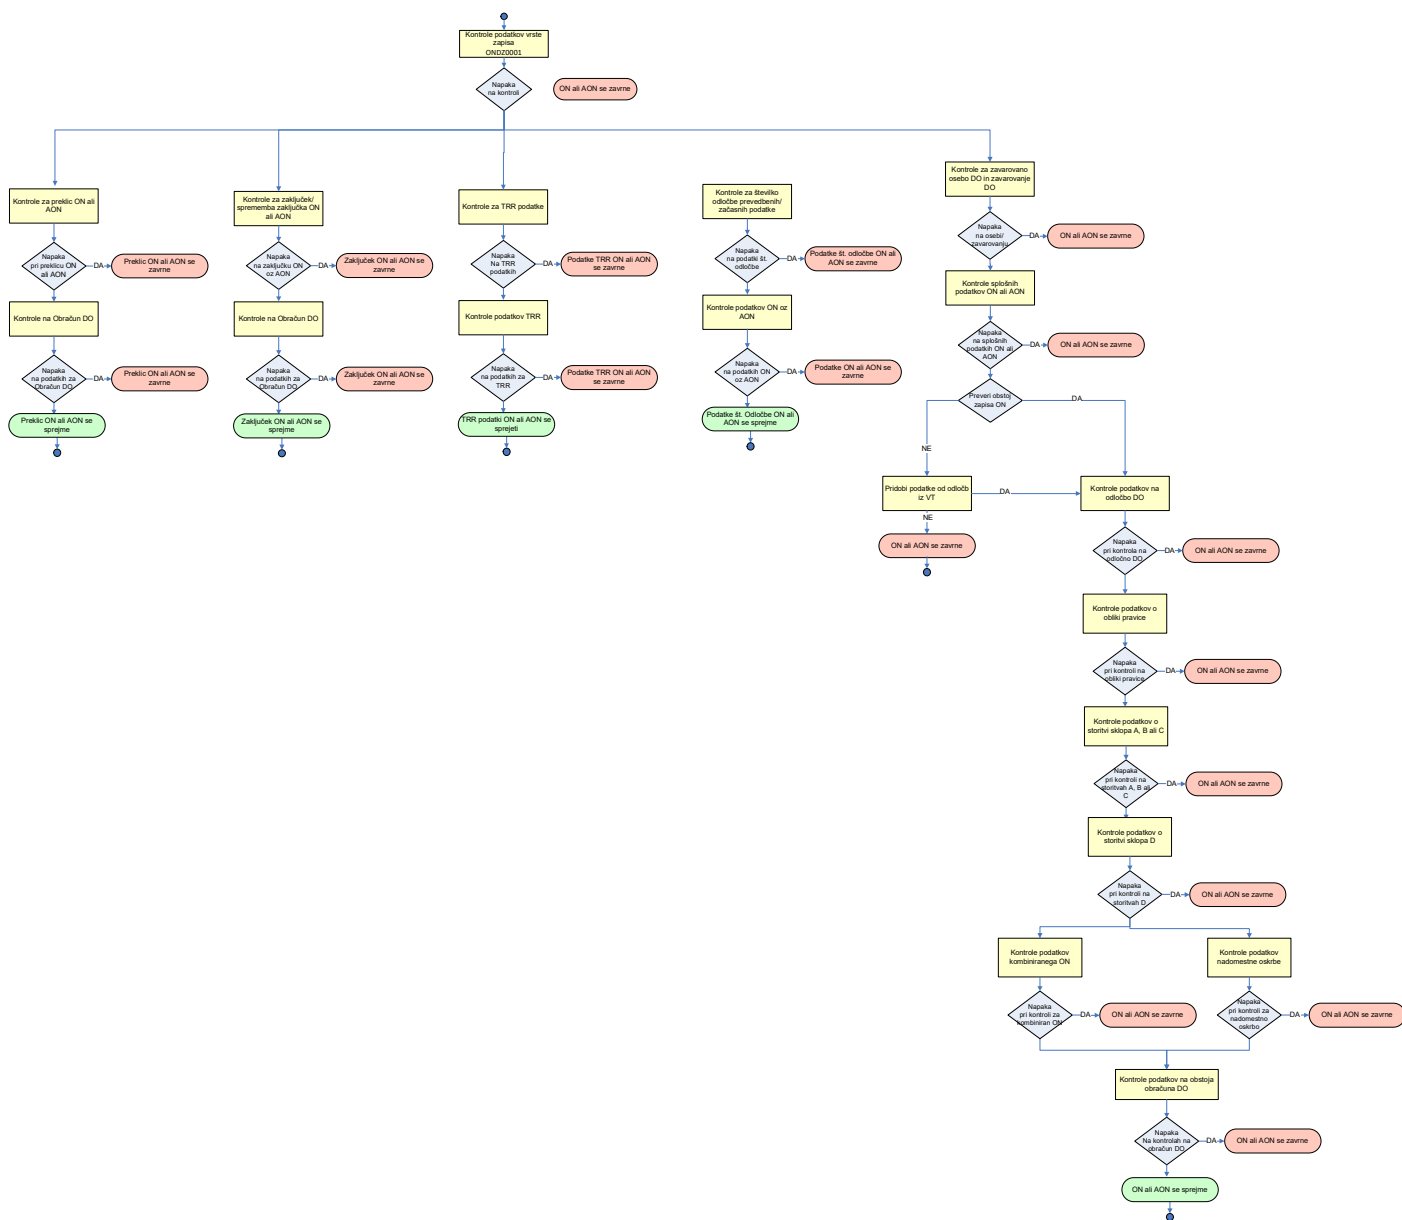 Kontrole podatkov vrste
zapisa
ONDZ0001
Napaka
na kontroli
ON ali AON se zavrne
Kontrole za preklic ON ali
AON
Napaka
pri preklicu ON
ali AON
DA
Preklic ON ali AON se
zavrne
Kontrole na Obračun DO
Napaka
na podatkih za
Obračun DO
DA
Preklic ON ali AON se
zavrne
Preklic ON ali AON se
sprejme
Kontrole za zaključek/
sprememba zaključka ON
ali AON
Napaka
na zaključku ON
oz AON
DA
Zaključek ON ali AON se
zavrne
Kontrole na Obračun DO
Napaka
na podatkih za
Obračun DO
DA
Zaključek ON ali AON se
zavrne
Zaključek ON ali AON se
sprejme
Kontrole za TRR podatke
Napaka
Na TRR
podatkih
DA
Podatke TRR ON ali AON
se zavrne
Kontrole podatkov TRR
Napaka
na podatkih za
TRR
DA
Podatke TRR ON ali AON
se zavrne
TRR podatki ON ali AON se
sprejeti
Kontrole za številko
odločbe prevedbenih/
začasnih podatke
Napaka
na podatki št.
odločbe
DA
Podatke št. odločbe ON ali
AON se zavrne
Kontrole podatkov ON oz
AON
Napaka
na podatkih ON
oz AON
DA
Podatke ON ali AON se
zavrne
Podatke št. Odločbe ON ali
AON se sprejme
Kontrole za zavarovano
osebo DO in zavarovanje
DO
Napaka
na osebi/
zavarovanju
DA
ON ali AON se zavrne
Kontrole splošnih
podatkov ON ali AON
Napaka
na splošnih
podatkih ON ali
AON
DA
ON ali AON se zavrne
Preveri obstoj
zapisa ON
DA
NE
Pridobi podatke od odločb
iz VT
DA
NE
ON ali AON se zavrne
Kontrole podatkov na
odločbo DO
Napaka
pri kontrola na
odločno DO
DA
ON ali AON se zavrne
Kontrole podatkov o
obliki pravice
Napaka
pri kontroli na
obliki pravice
DA
ON ali AON se zavrne
Kontrole podatkov o
storitvi sklopa A, B ali C
Napaka
pri kontroli na
storitvah A, B ali
C
DA
ON ali AON se zavrne
Kontrole podatkov o
storitvi sklopa D
Napaka
pri kontroli na
storitvah D
DA
ON ali AON se zavrne
Kontrole podatkov
kombiniranega ON
Napaka
pri kontroli za
kombiniran ON
DA
ON ali AON se zavrne
Kontrole podatkov
nadomestne oskrbe
Napaka
pri kontroli za
nadomestno
oskrbo
DA
ON ali AON se zavrne
Kontrole podatkov na obstoja
obračuna DO
Napaka
Na kontrolah na
obračun DO
DA
ON ali AON se zavrne
ON ali AON se sprejme